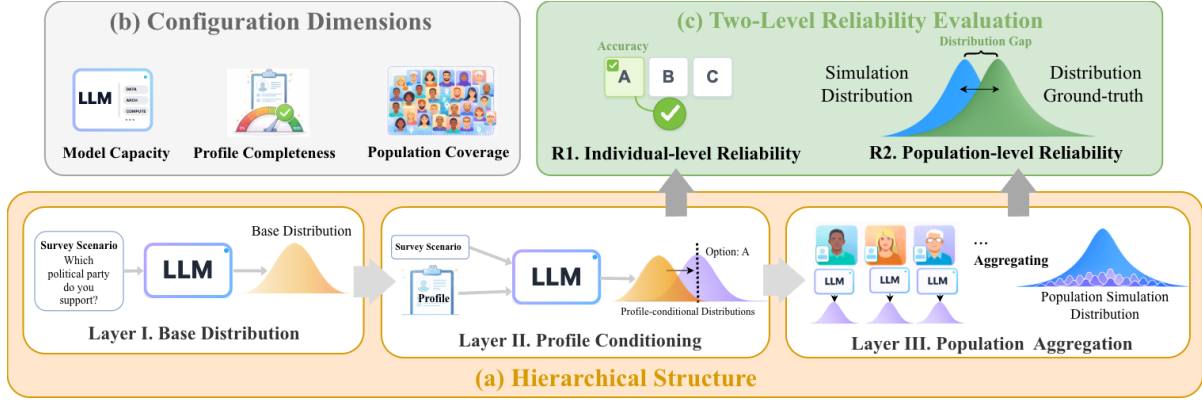 (b) Configuration Dimensions
LLM
DATA
ARCH
COMPUTE
Model Capacity
Profile Completeness
Population Coverage
(c) Two-Level Reliability Evaluation
Accuracy
A
B
C
R1. Individual-level Reliability
Distribution Gap
Simulation
Distribution
Distribution
Ground-truth
R2. Population-level Reliability
Survey Scenario
Which
political party
do you
support?
LLM
Base Distribution
Layer I. Base Distribution
Survey Scenario
Profile
LLM
Option: A
Profile-conditional Distributions
Layer II. Profile Conditioning
...
Aggregating
LLM
LLM
LLM
Population Simulation
Distribution
Layer III. Population Aggregation
(a) Hierarchical Structure